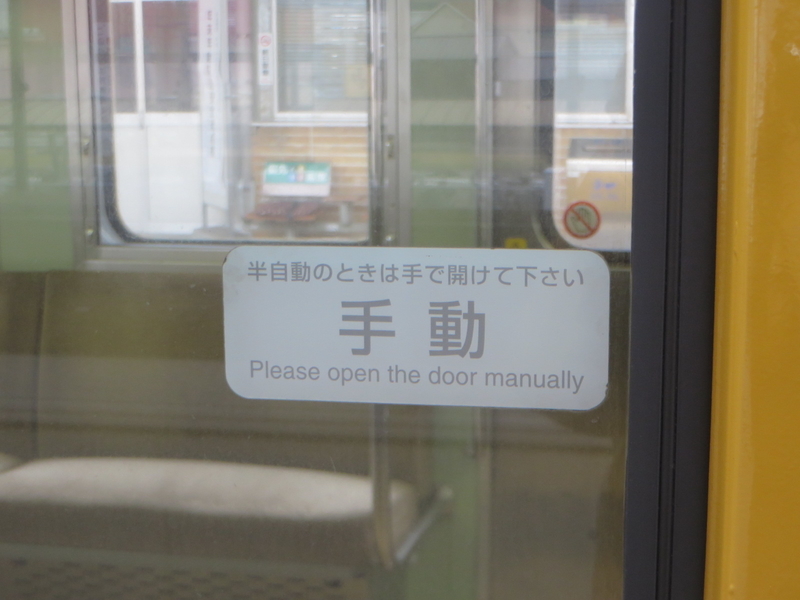 半自動のときは手で開けて下さい
手動
Please open the door manually